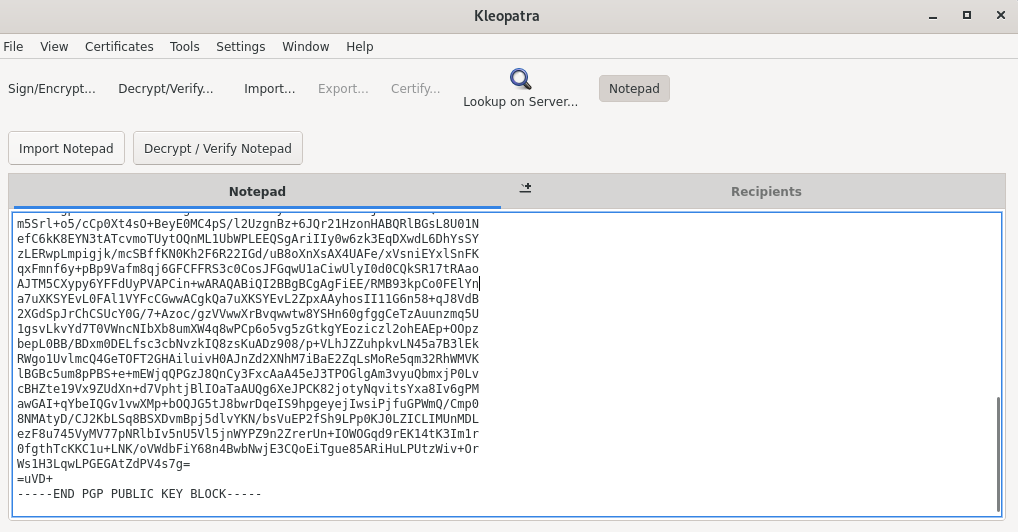 Kleopatra
File View Certificates Tools Settings Window Help
Sign/Encrypt... Decrypt/Verify... Import... Export... Certify... Lookup on Server... Notepad
Import Notepad Decrypt / Verify Notepad
Notepad Recipients
m5Srl+o5/cCp0Xt4sO+BeyE0MC4pS/l2UzgnBz+6JQr21HzonHABQRlBGsL8U01N
efC6kK8EYN3tATcvmoTUytOQnML1UbWPLEEQSgAriIIy0w6zk3EqDXwdL6DhYsSY
zLERwpLmpigjk/mcSBffKN0Kh2F6R22IGd/uB8oXnXsAX4UAFe/xVsniEYxlSnFK
qxFmnf6y+pBp9Vafm8qj6GFCFFRS3c0CosJFGqwU1aCiwUlyI0d0CQkSR17tRAao
AJTM5CXypy6YFFdUyPVAPCin+wARAQABiQI2BBgBCgAgFiEE/RMB93kpCo0FElYn
a7uXKSYEvL0FAl1VYFcCGwwACgkQa7uXKSYEvL2ZpxAAyhosII11G6n58+qJ8VdB
2XGdSpJrChCSUcY0G/7+Azoc/gzVVwwXrBvqwwtw8YSHn60gfggCeTzAuunzmq5U
1gsvLkvYd7T0VWncNIbXb8umXW4q8wPCp6o5vg5zGtkgYEoziczl2ohEAEp+OOpz
bepL0BB/BDxm0DELfsc3cbNvzkIQ8zsKuADz908/p+VLhJZZuhpkvLN45a7B3lEk
RWgo1UvlmcQ4GeTOFT2GHAiluivH0AJnZd2XNhM7iBaE2ZqLsMoRe5qm32RhWMVK
lBGBc5um8pPBS+e+mEWjqQPGzJ8QnCy3FxcAaA45eJ3TPOGlgAm3vyuQbmxjP0Lv
cBHZte19Vx9ZUdXn+d7VphtjBlIOaTaAUQg6XeJPCK82jotyNqvitsYxa8Iv6gPM
awGAI+qYbeIQGv1vwXMp+bOQJG5tJ8bwrDqeIS9hpgeyejIwsiPjfuGPWmQ/Cmp0
8NMAtyD/CJ2KbLSq8BSXDvmBpj5dlvYKN/bsVuEP2fSh9LPp0KJ0LZICLIMUnMDL
ezF8u745VyMV77pNRlbIv5nU5Vl5jnWYPZ9n2ZrerUn+IOWOGqd9rEK14tK3Im1r
0fgthTcKKC1u+LNK/oVWdbFiY68n4BwbNwjE3CQoEiTgue85ARiHuLPUtzWiv+Or
Ws1H3LqwLPGEGAtZdPV4s7g=
=uVD+
-----END PGP PUBLIC KEY BLOCK-----